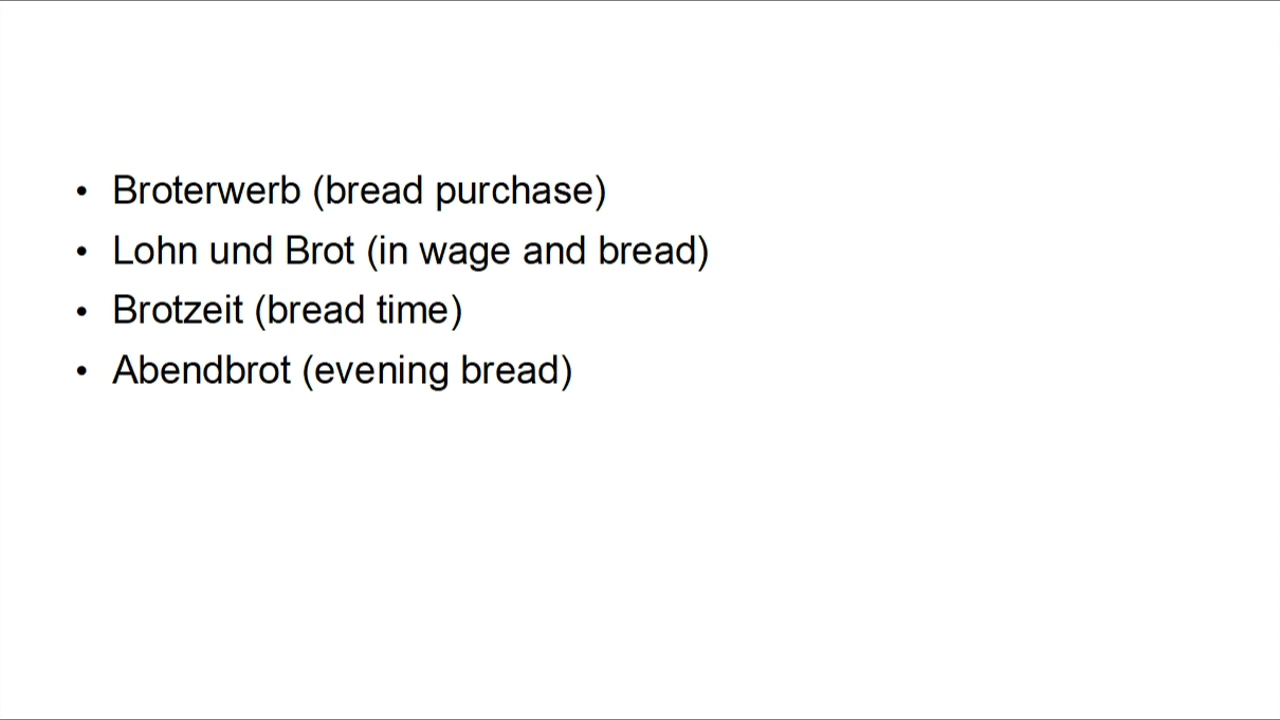 • Broterwerb (bread purchase)
• Lohn und Brot (in wage and bread)
• Brotzeit (bread time)
• Abendbrot (evening bread)